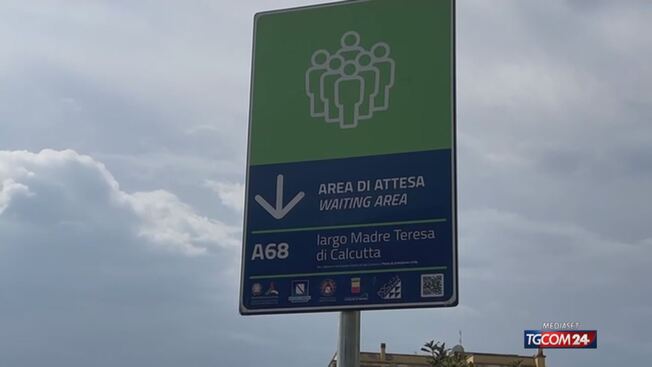 AREA DI ATTESA
WAITING AREA
A68
largo Madre Teresa
di Calcutta
MEDIASET
TGCOM24